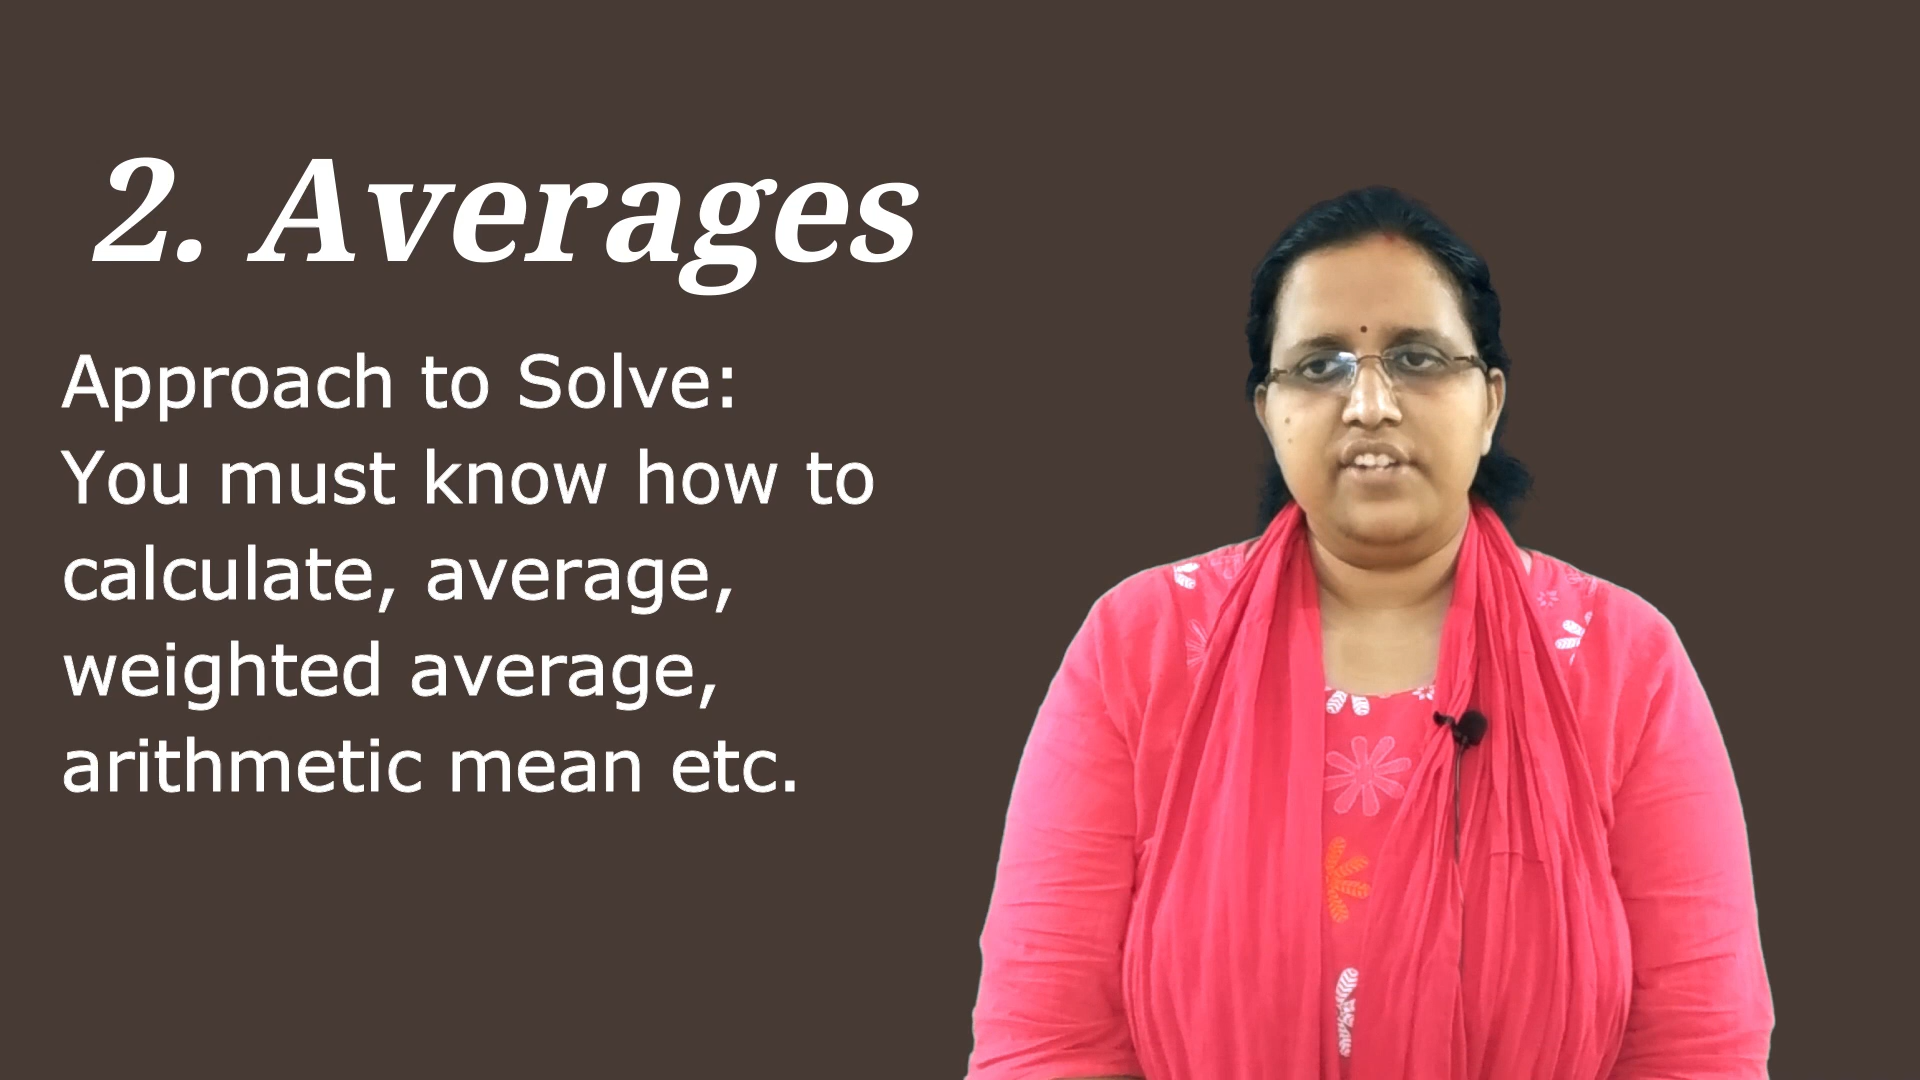 2. Averages
Approach to Solve:
You must know how to
calculate, average,
weighted average,
arithmetic mean etc.